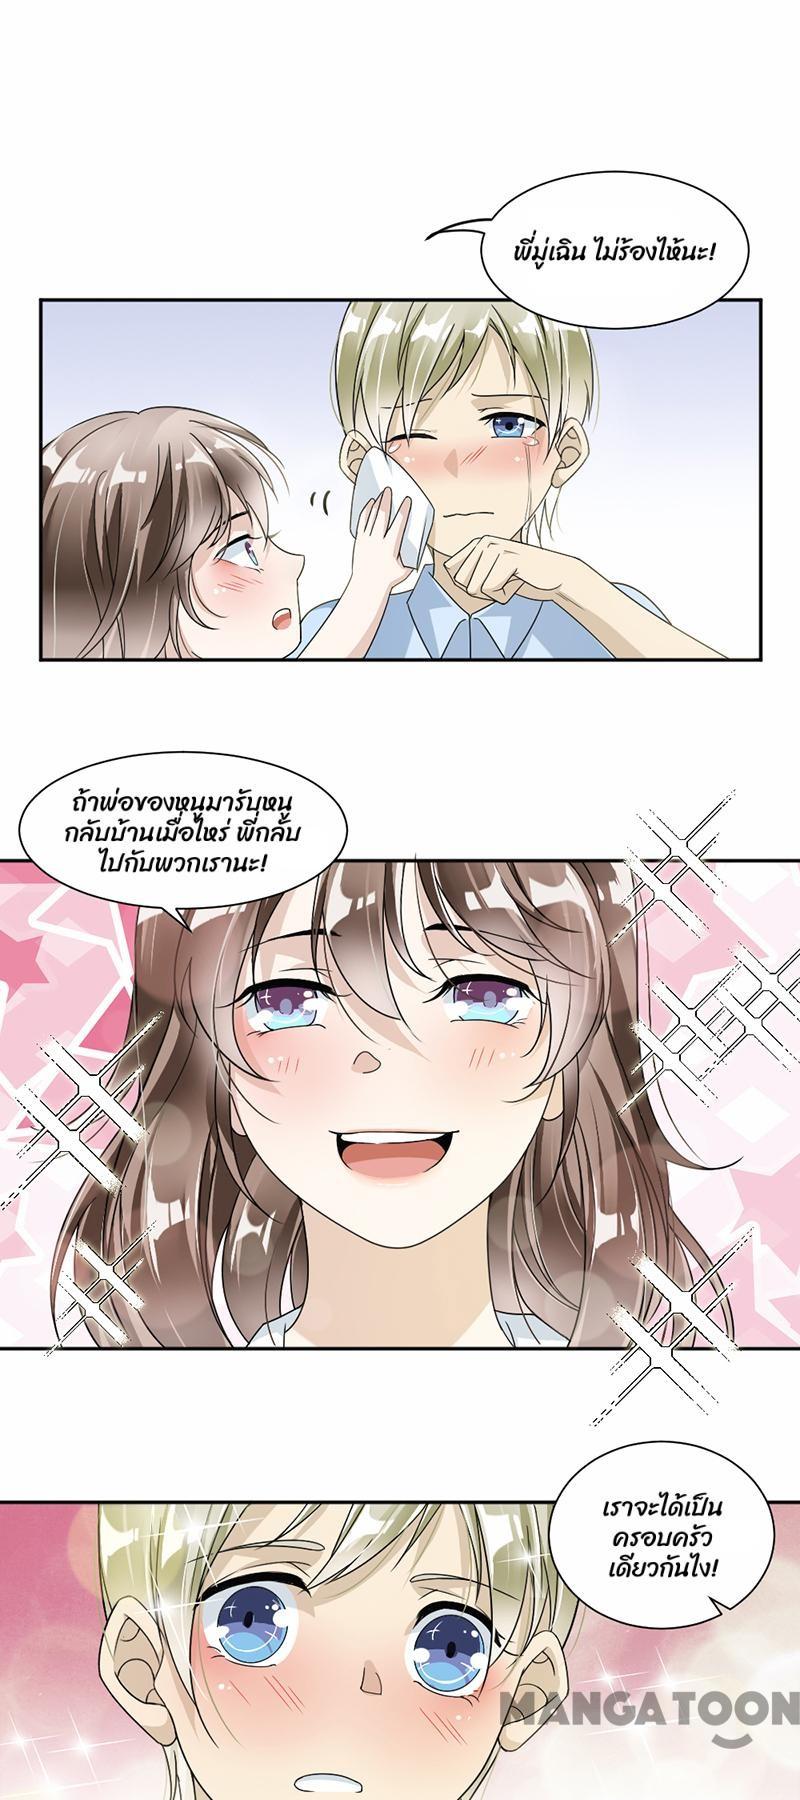 พี่มู่เฉิน ไม่ร้องไห้นะ!
ถ้าพ่อของหนูมารับหนู
กลับบ้านเมื่อไหร่ พี่กลับ
ไปกับพวกเรานะ!
เราจะได้เป็น
ครอบครัว
เดียวกันไง!
MANGATOON